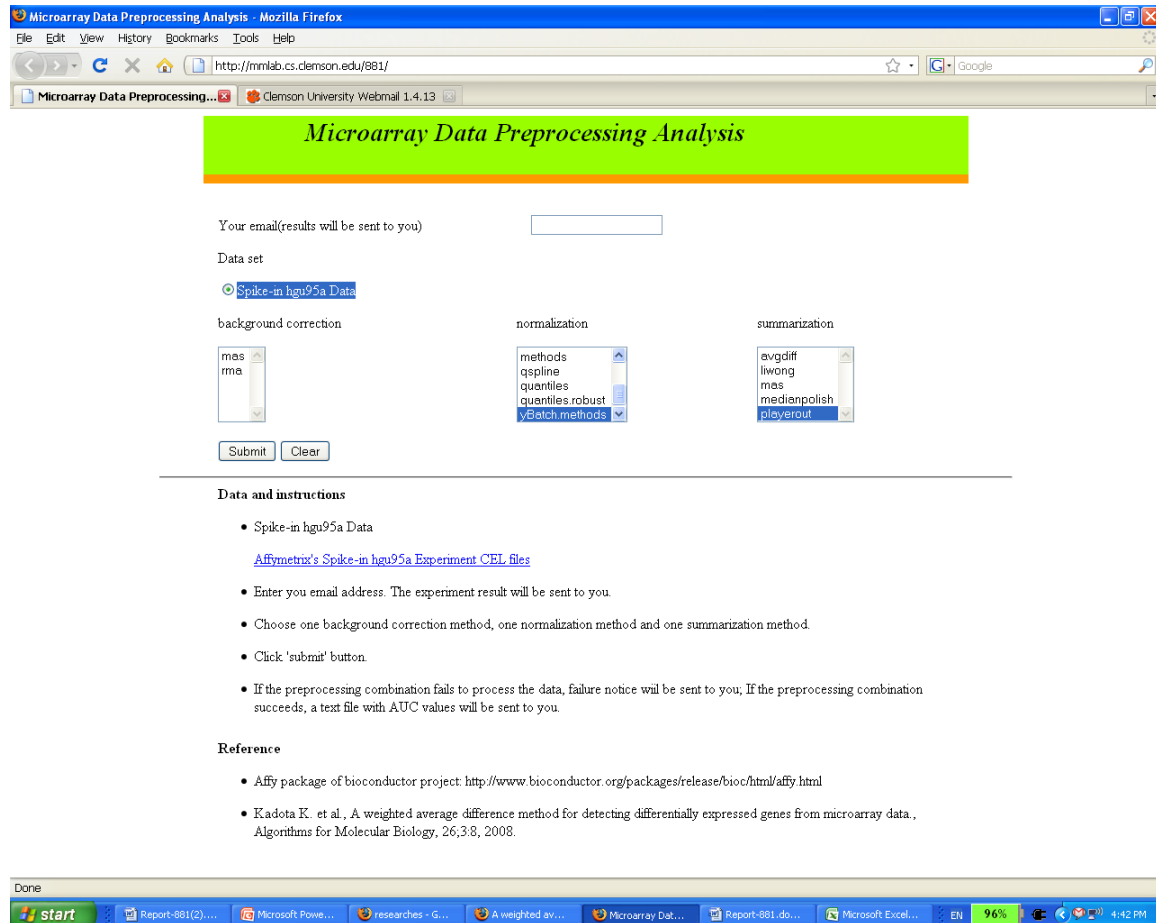 Microarray Data Preprocessing Analysis - Mozilla Firefox
File Edit View History Bookmarks Tools Help
http://mmlab.cs.clemson.edu/881/
G Google
Microarray Data Preprocessing... Clemson University Webmail 1.4.13
Microarray Data Preprocessing Analysis
Your email(results will be sent to you)
Data set
Spike-in hgu95a Data
background correction normalization summarization
mas methods avgdiff
rma qspline liwong
quantiles mas
quantiles.robust medianpolish
yBatch.methods playerout
Submit Clear
Data and instructions
• Spike-in hgu95a Data
Affymetrix's Spike-in hgu95a Experiment CEL files
• Enter you email address. The experiment result will be sent to you.
• Choose one background correction method, one normalization method and one summarization method.
• Click 'submit' button.
• If the preprocessing combination fails to process the data, failure notice wiil be sent to you; If the preprocessing combination
succeeds, a text file with AUC values will be sent to you.
Reference
• Affy package of bioconductor project: http://www.bioconductor.org/packages/release/bioc/html/affy.html
• Kadota K. et al., A weighted average difference method for detecting differentially expressed genes from microarray data.,
Algorithms for Molecular Biology, 26;3:8, 2008.
Done
start Report-881(2).... Microsoft Powe... researches - G... A weighted av... Microarray Dat... Report-881.do... Microsoft Excel... EN 96% 4:42 PM